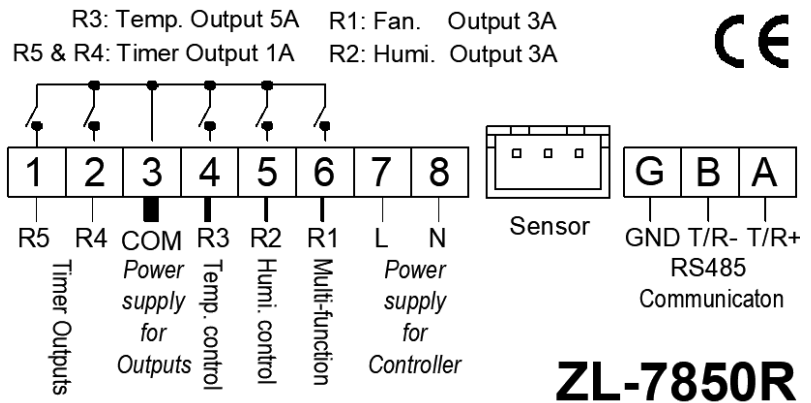 R3: Temp. Output 5A
R1: Fan. Output 3A
R5 & R4: Timer Output 1A
R2: Humi. Output 3A
CE
1 2 3 4 5 6 7 8
G B A
R5 R4 COM R3 R2 R1 L N
Sensor
GND T/R- T/R+
RS485
Communicaton
Timer Outputs
Power
supply
for
Outputs
Temp. control
Humi. control
Multi-function
Power
supply
for
Controller
ZL-7850R